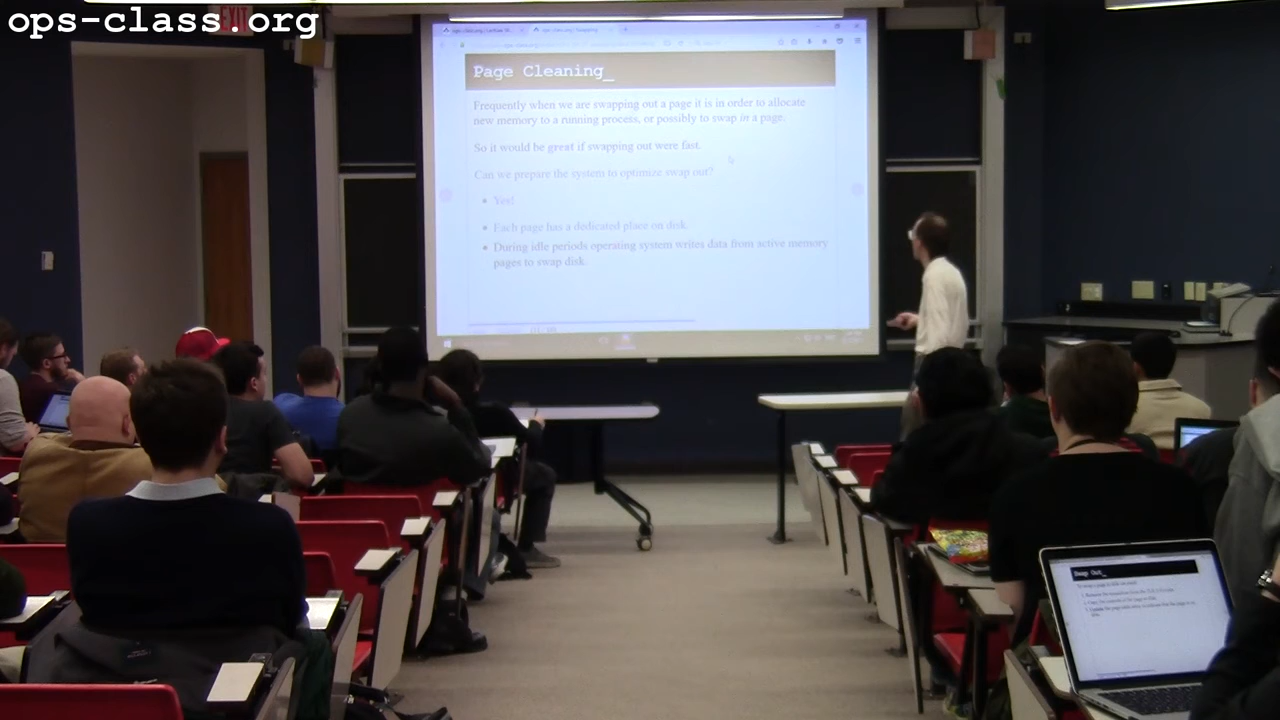 ops-class.org
EXIT
Page Cleaning_
Frequently when we are swapping out a page it is in order to allocate
new memory to a running process, or possibly to swap in a page.
So it would be great if swapping out were fast.
Can we prepare the system to optimize swap out?
• Yes!
• Each page has a dedicated place on disk.
• During idle periods operating system writes data from active memory
pages to swap disk.
Swap Out_